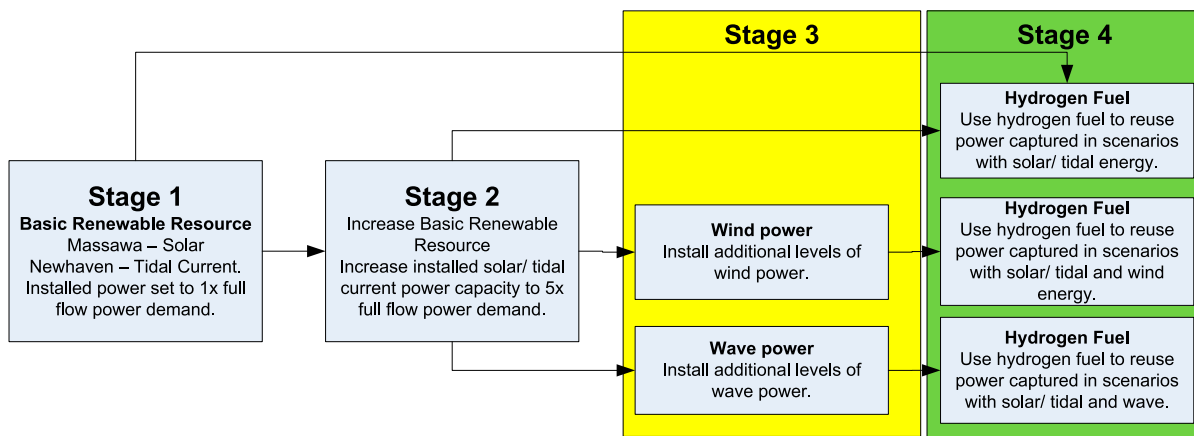 Stage 1
Basic Renewable Resource
Massawa – Solar
Newhaven – Tidal Current.
Installed power set to 1x full
flow power demand.
Stage 2
Increase Basic Renewable
Resource
Increase installed solar/ tidal
current power capacity to 5x
full flow power demand.
Stage 3
Wind power
Install additional levels of
wind power.
Wave power
Install additional levels of
wave power.
Stage 4
Hydrogen Fuel
Use hydrogen fuel to reuse
power captured in scenarios
with solar/ tidal energy.
Hydrogen Fuel
Use hydrogen fuel to reuse
power captured in scenarios
with solar/ tidal and wind
energy.
Hydrogen Fuel
Use hydrogen fuel to reuse
power captured in scenarios
with solar/ tidal and wave.